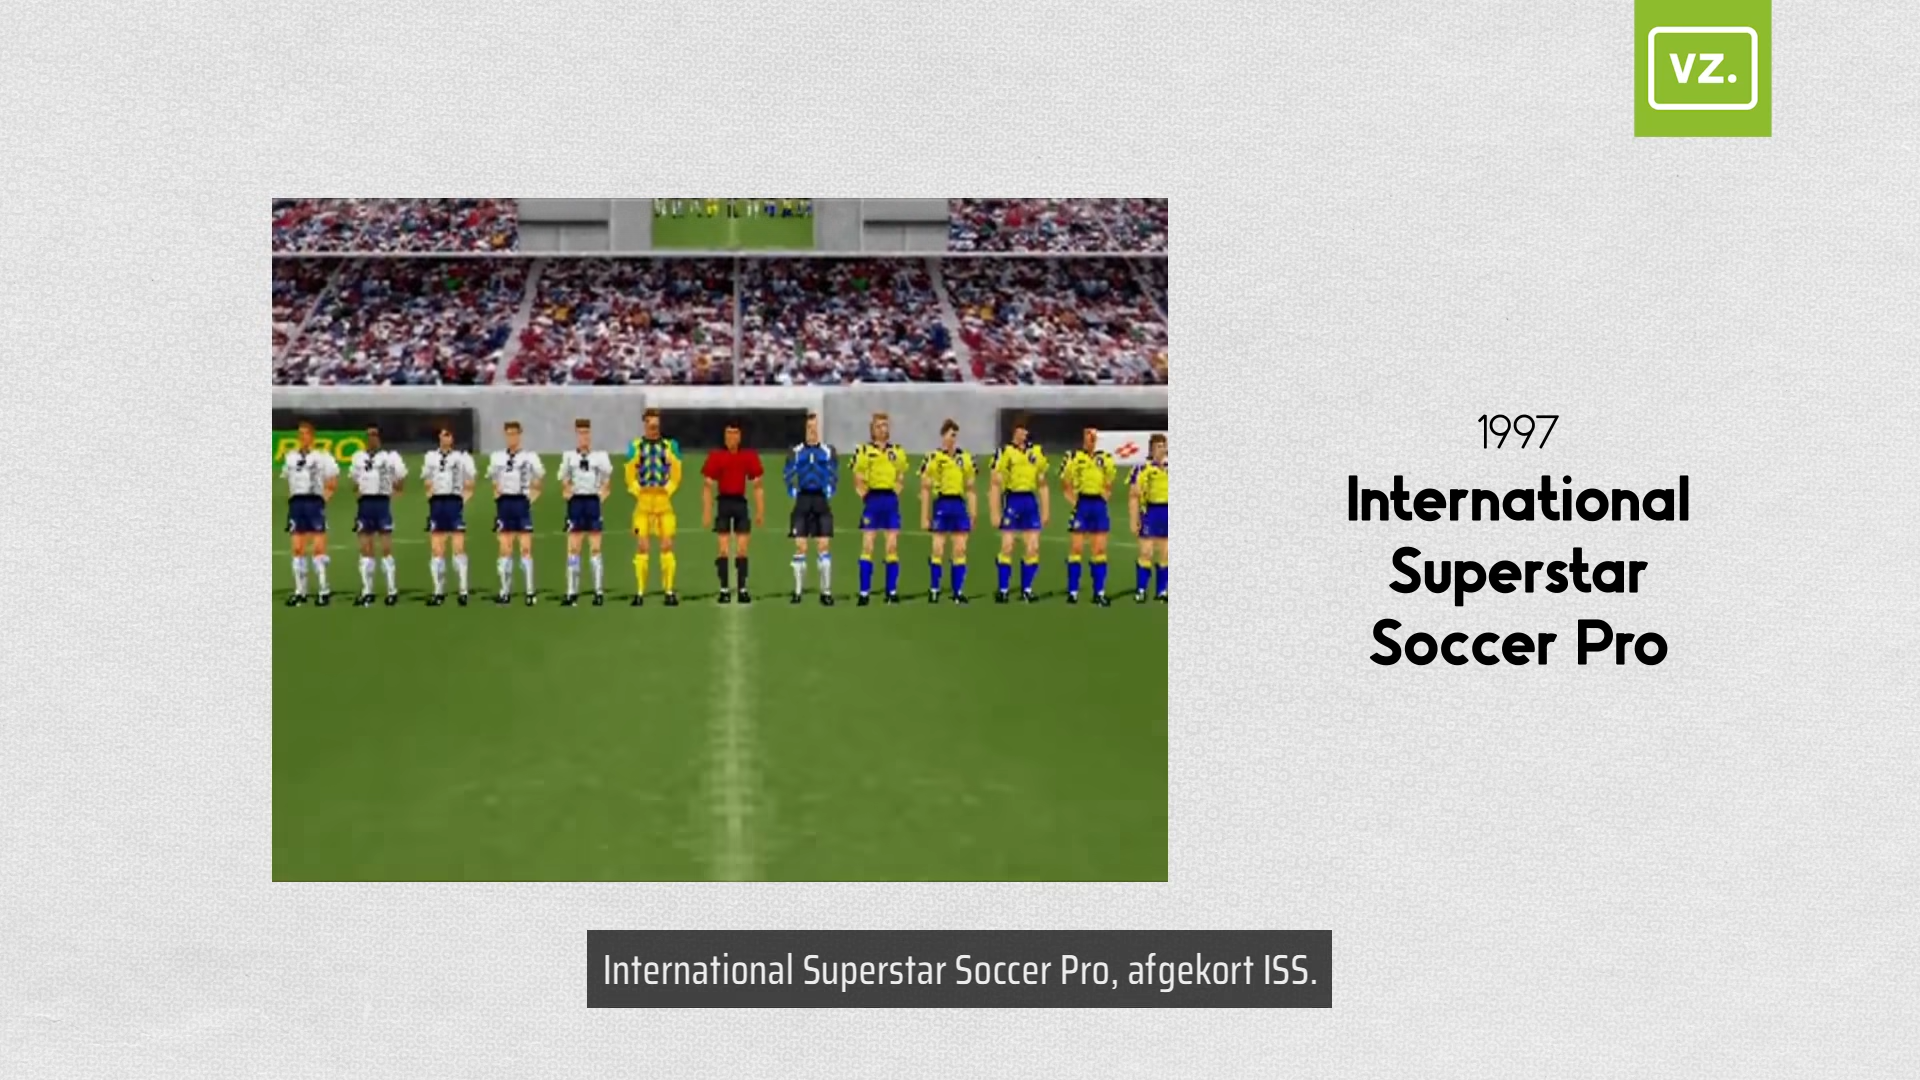 VZ.
1997
International
Superstar
Soccer Pro
International Superstar Soccer Pro, afgekort ISS.